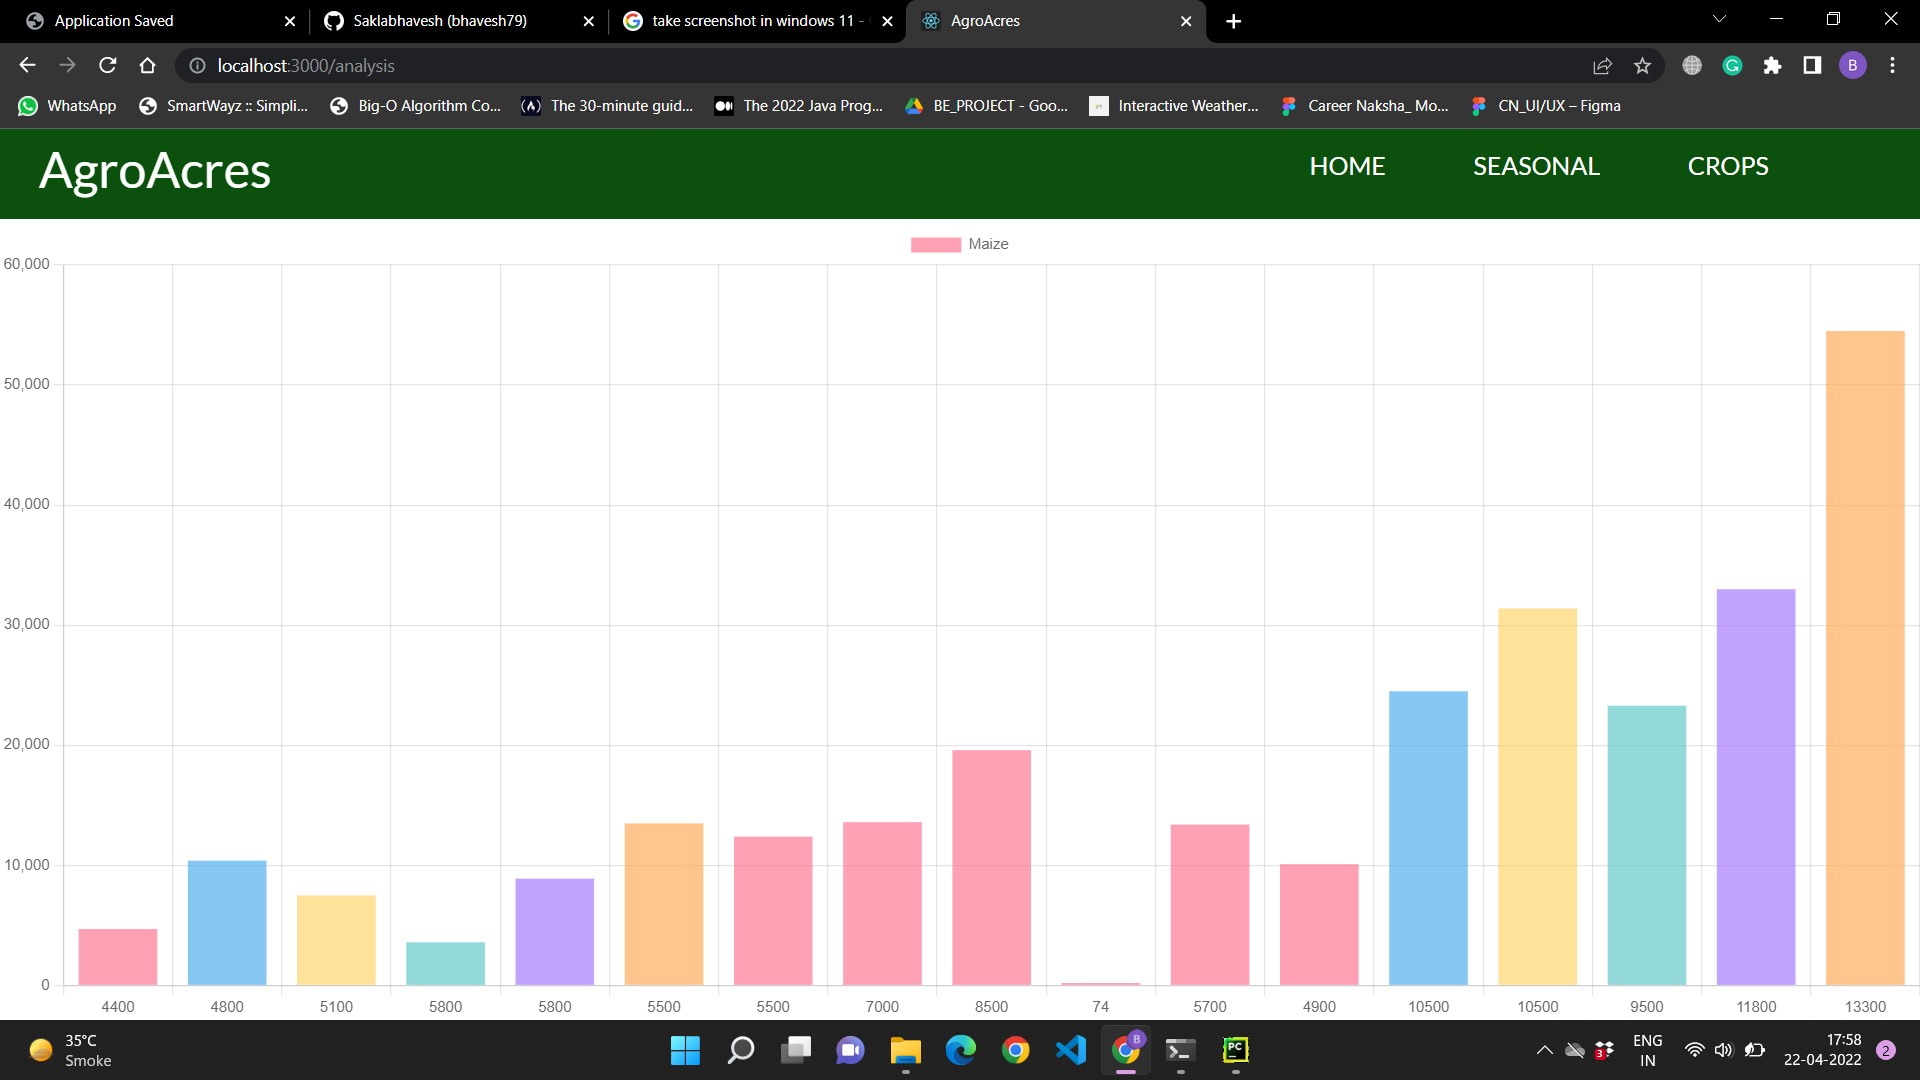 Application Saved
Saklabhavesh (bhavesh79)
take screenshot in windows 11 -
AgroAcres
localhost:3000/analysis
B
WhatsApp
SmartWayz :: Simpli...
Big-O Algorithm Co...
The 30-minute guid...
The 2022 Java Prog...
BE_PROJECT - Goo...
Interactive Weather...
Career Naksha_ Mo...
CN_UI/UX – Figma
AgroAcres
HOME
SEASONAL
CROPS
Maize
60,000
50,000
40,000
30,000
20,000
10,000
0
4400
4800
5100
5800
5800
5500
5500
7000
8500
74
5700
4900
10500
10500
9500
11800
13300
35°C
Smoke
B
PC
3
ENG
IN
17:58
22-04-2022
2